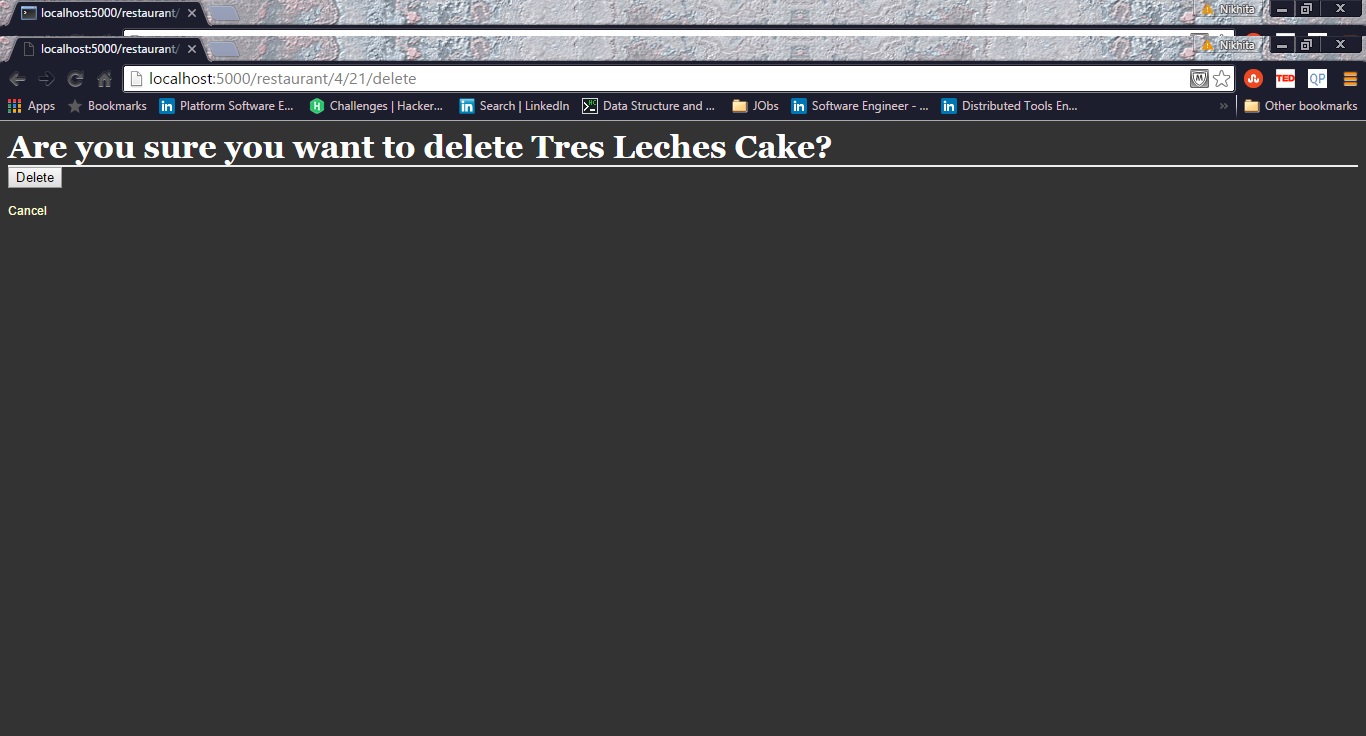 localhost:5000/restaurant/
Nikhita
localhost:5000/restaurant/
Nikhita
localhost:5000/restaurant/4/21/delete
TED
QP
Apps
Bookmarks
Platform Software E...
Challenges | Hacker...
Search | LinkedIn
Data Structure and ...
JObs
Software Engineer - ...
Distributed Tools En...
»
Other bookmarks
Are you sure you want to delete Tres Leches Cake?
Delete
Cancel